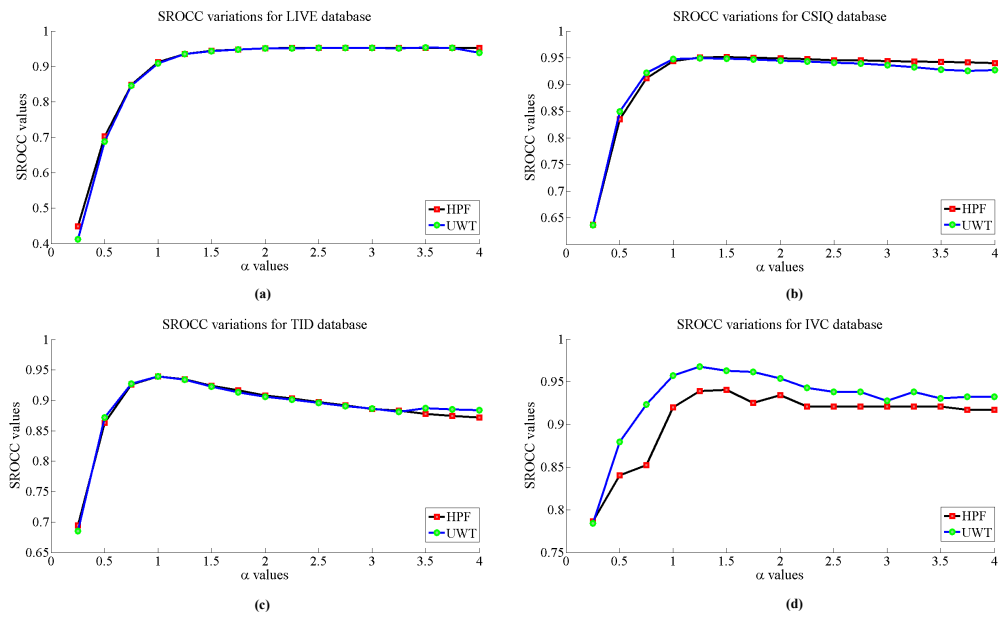 SROCC variations for LIVE database
1
0.9
0.8
0.7
0.6
0.5
0.4
SROCC values
0 0.5 1 1.5 2 2.5 3 3.5 4
α values
HPF
UWT
(a)
SROCC variations for CSIQ database
1
0.95
0.9
0.85
0.8
0.75
0.7
0.65
SROCC values
0 0.5 1 1.5 2 2.5 3 3.5 4
α values
HPF
UWT
(b)
SROCC variations for TID database
1
0.95
0.9
0.85
0.8
0.75
0.7
0.65
SROCC values
0 0.5 1 1.5 2 2.5 3 3.5 4
α values
HPF
UWT
(c)
SROCC variations for IVC database
1
0.95
0.9
0.85
0.8
0.75
SROCC values
0 0.5 1 1.5 2 2.5 3 3.5 4
α values
HPF
UWT
(d)